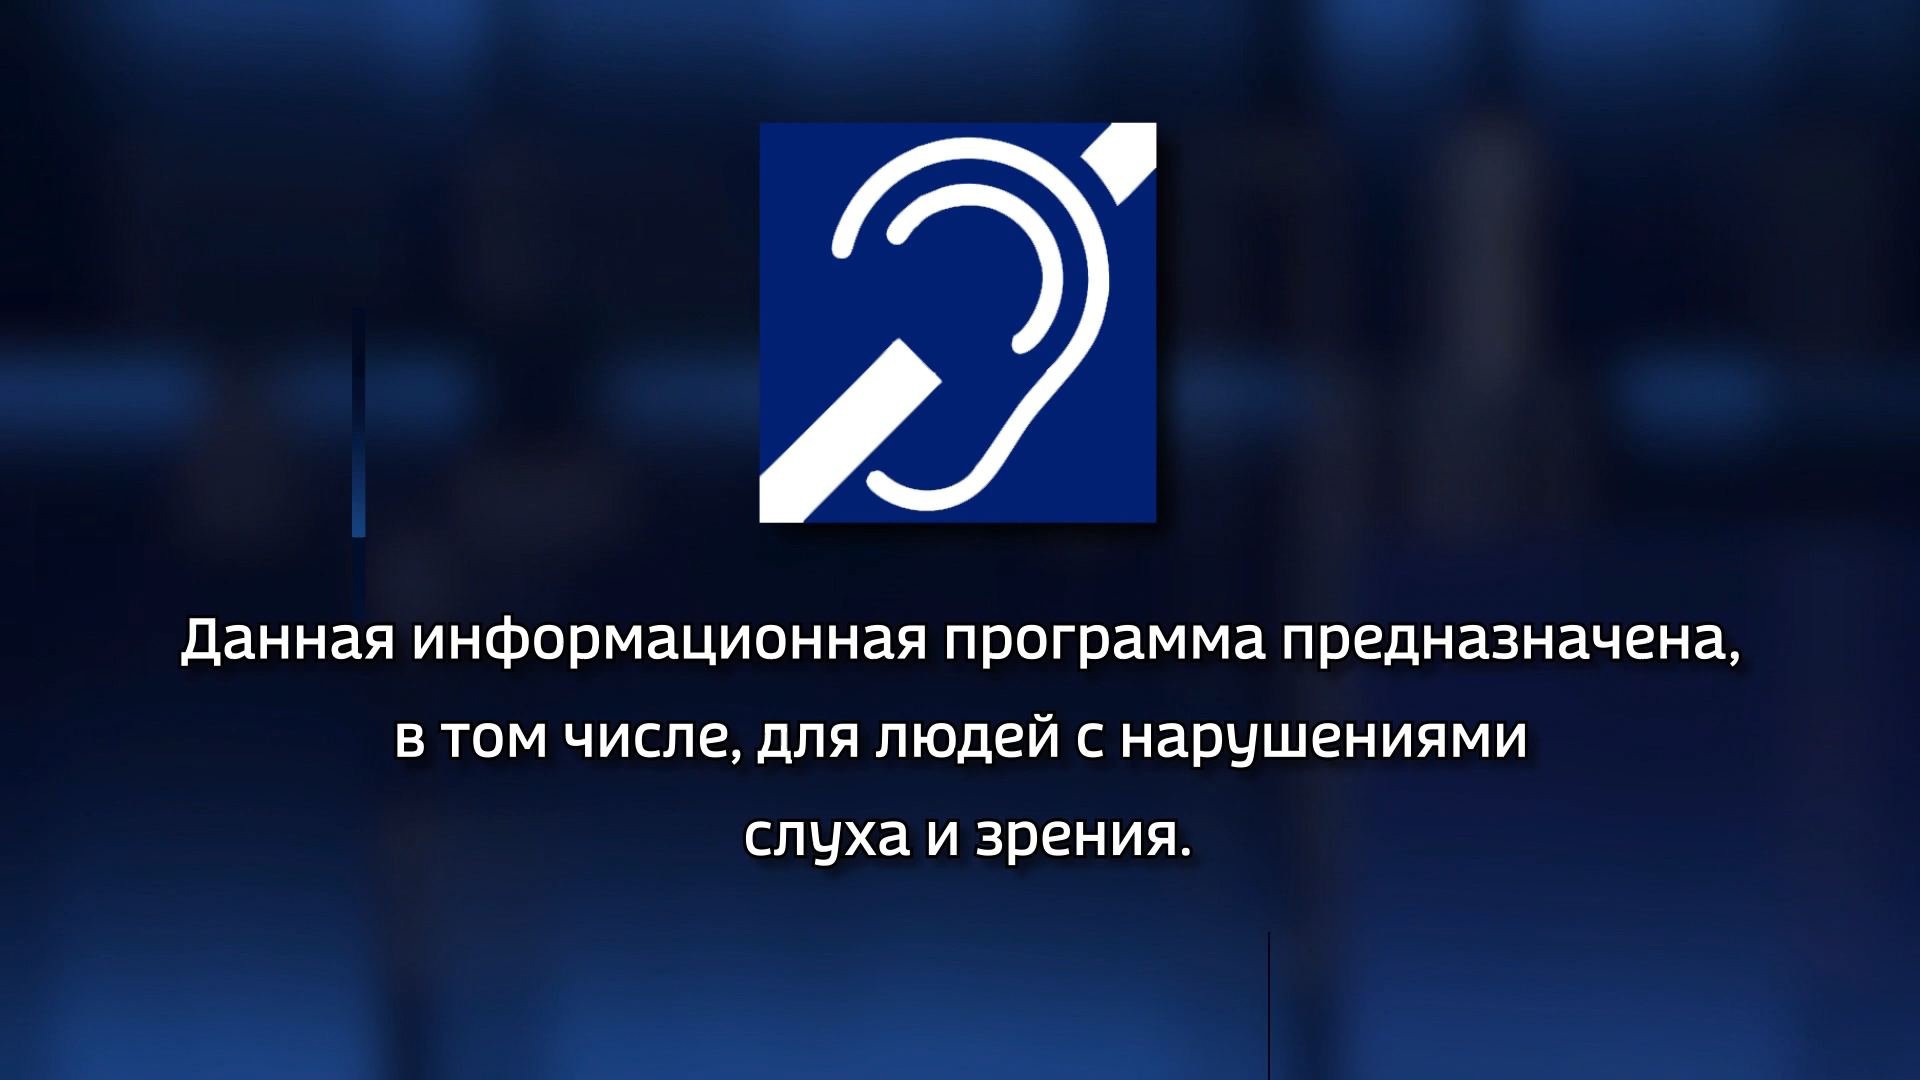 Данная информационная программа предназначена,
в том числе, для людей с нарушениями
слуха и зрения.